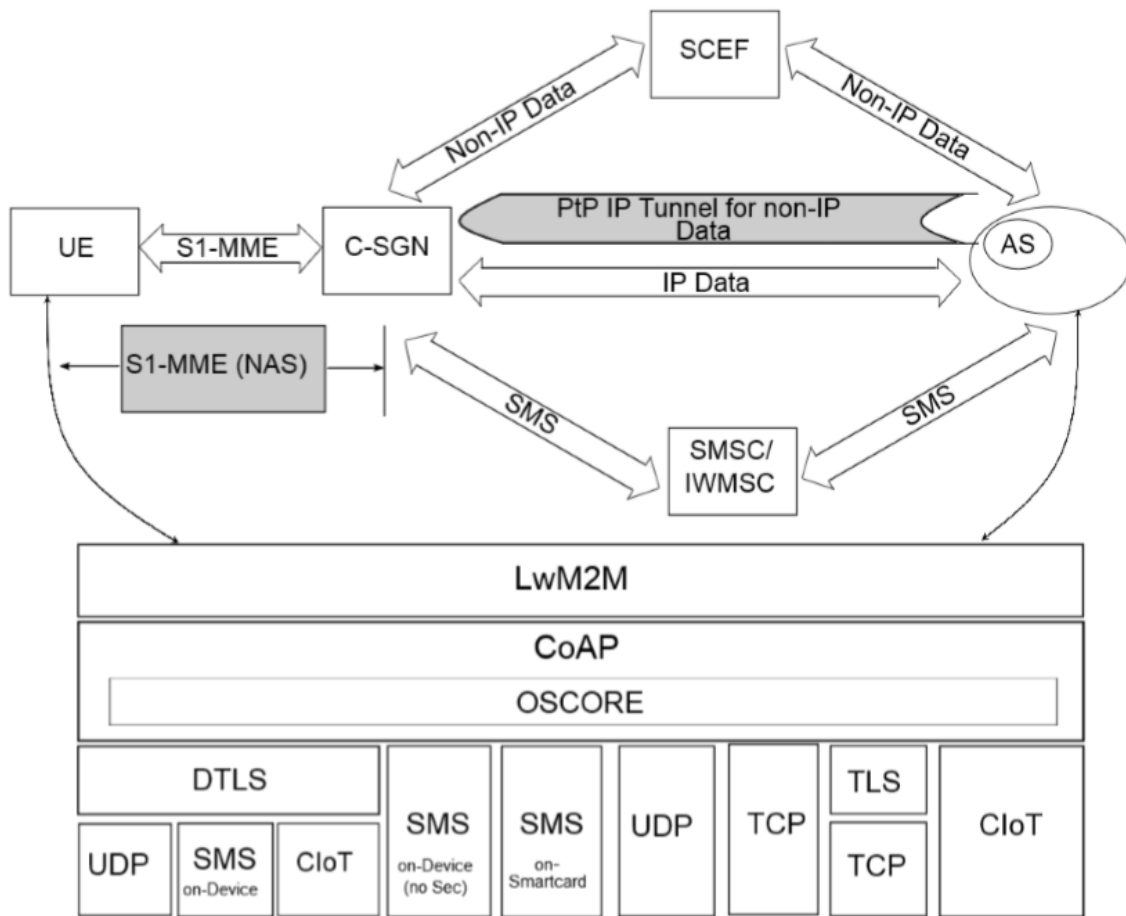 SCEF
Non-IP Data
Non-IP Data
PtP IP Tunnel for non-IP
Data
UE
S1-MME
C-SGN
AS
IP Data
S1-MME (NAS)
SMS
SMS
SMSC/
IWMSC
LwM2M
CoAP
OSCORE
DTLS
UDP
SMS
on-Device
CIoT
SMS
on-Device
(no Sec)
SMS
on-
Smartcard
UDP
TCP
TLS
TCP
CIoT